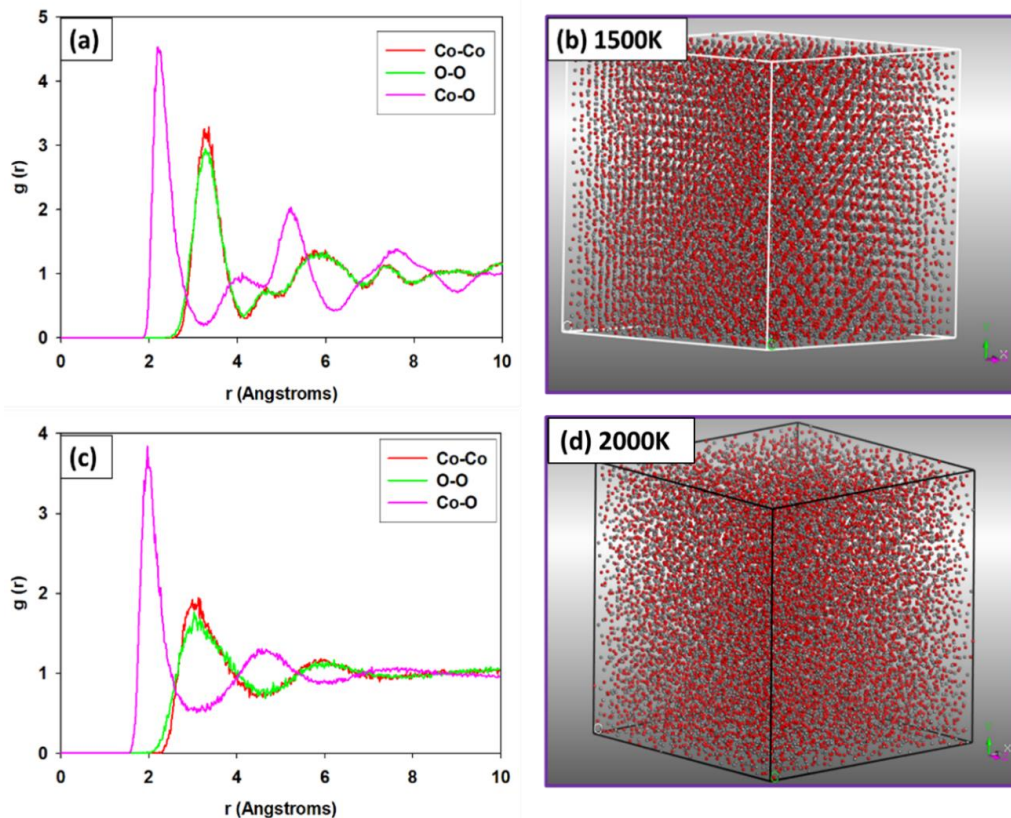 (a)
5
4
3
2
1
0
g (r)
Co-Co
O-O
Co-O
0 2 4 6 8 10
r (Angstroms)
(b) 1500K
(c)
4
3
2
1
0
g (r)
Co-Co
O-O
Co-O
0 2 4 6 8 10
r (Angstroms)
(d) 2000K